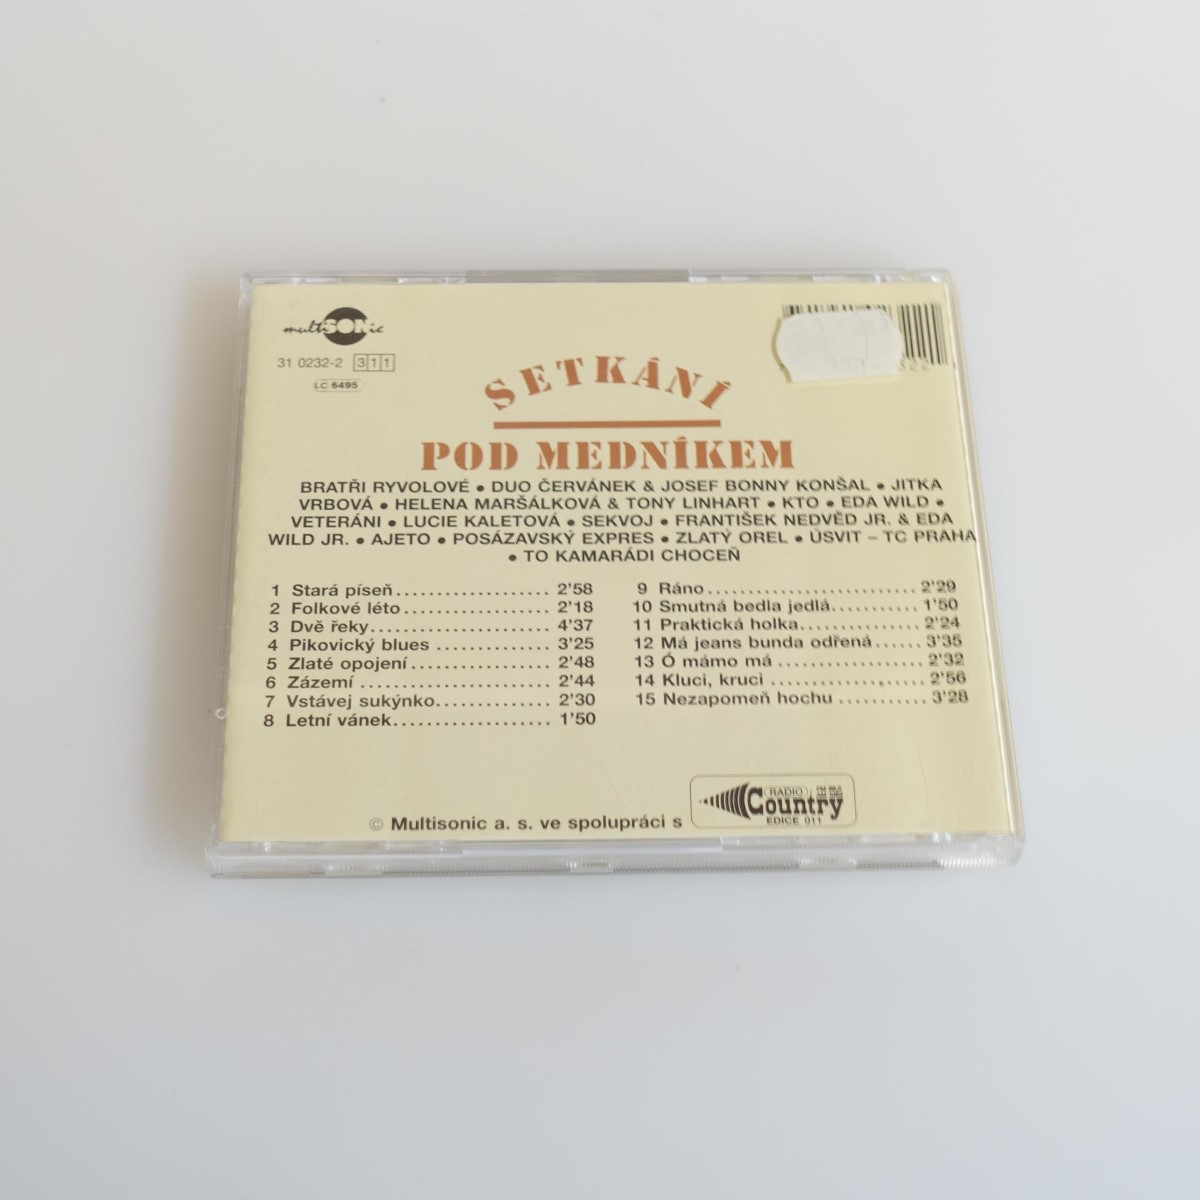 multiSONic
31 0232-2 311
LC 6495
SETKÁNÍ
POD MEDNÍKEM
BRATŘI RYVOLOVÉ • DUO ČERVÁNEK & JOSEF BONNY KONŠAL • JITKA
VRBOVÁ • HELENA MARŠÁLKOVÁ & TONY LINHART • KTO • EDA WILD •
VETERÁNI • LUCIE KALETOVÁ • SEKVOJ • FRANTIŠEK NEDVĚD JR. & EDA
WILD JR. • AJETO • POSÁZAVSKÝ EXPRES • ZLATÝ OREL • ÚSVIT – TC PRAHA
• TO KAMARÁDI CHOCEŇ
1 Stará píseň................... 2'58
2 Folkové léto.................. 2'18
3 Dvě řeky...................... 4'37
4 Pikovický blues .............. 3'25
5 Zlaté opojení................. 2'48
6 Zázemí ....................... 2'44
7 Vstávej sukýnko............... 2'30
8 Letní vánek................... 1'50
9 Ráno.......................... 2'29
10 Smutná bedla jedlá........... 1'50
11 Praktická holka.............. 2'24
12 Má jeans bunda odřená...... 3'35
13 Ó mámo má .................. 2'32
14 Kluci, kruci ................ 2'56
15 Nezapomeň hochu ........... 3'28
© Multisonic a. s. ve spolupráci s
RADIO
Country
EDICE 011